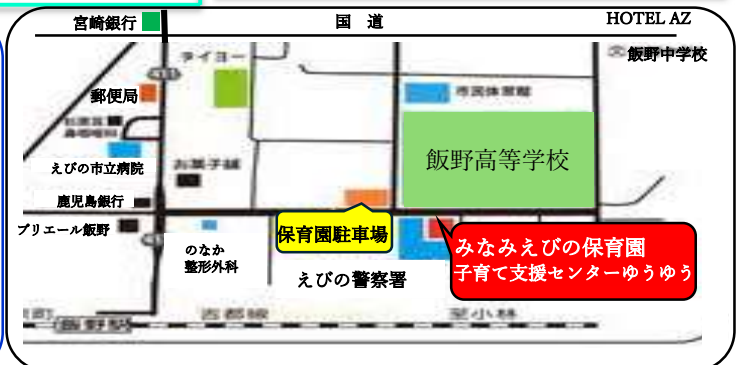 宮崎銀行
国道
HOTEL AZ
タイヨー
飯野中学校
郵便局
市民体育館
えびの市立病院
お菓子舗
飯野高等学校
鹿児島銀行
プリエール飯野
のなか
整形外科
保育園駐車場
えびの警察署
みなみえびの保育園
子育て支援センターゆうゆう
飯野駅
吉都線
至小林